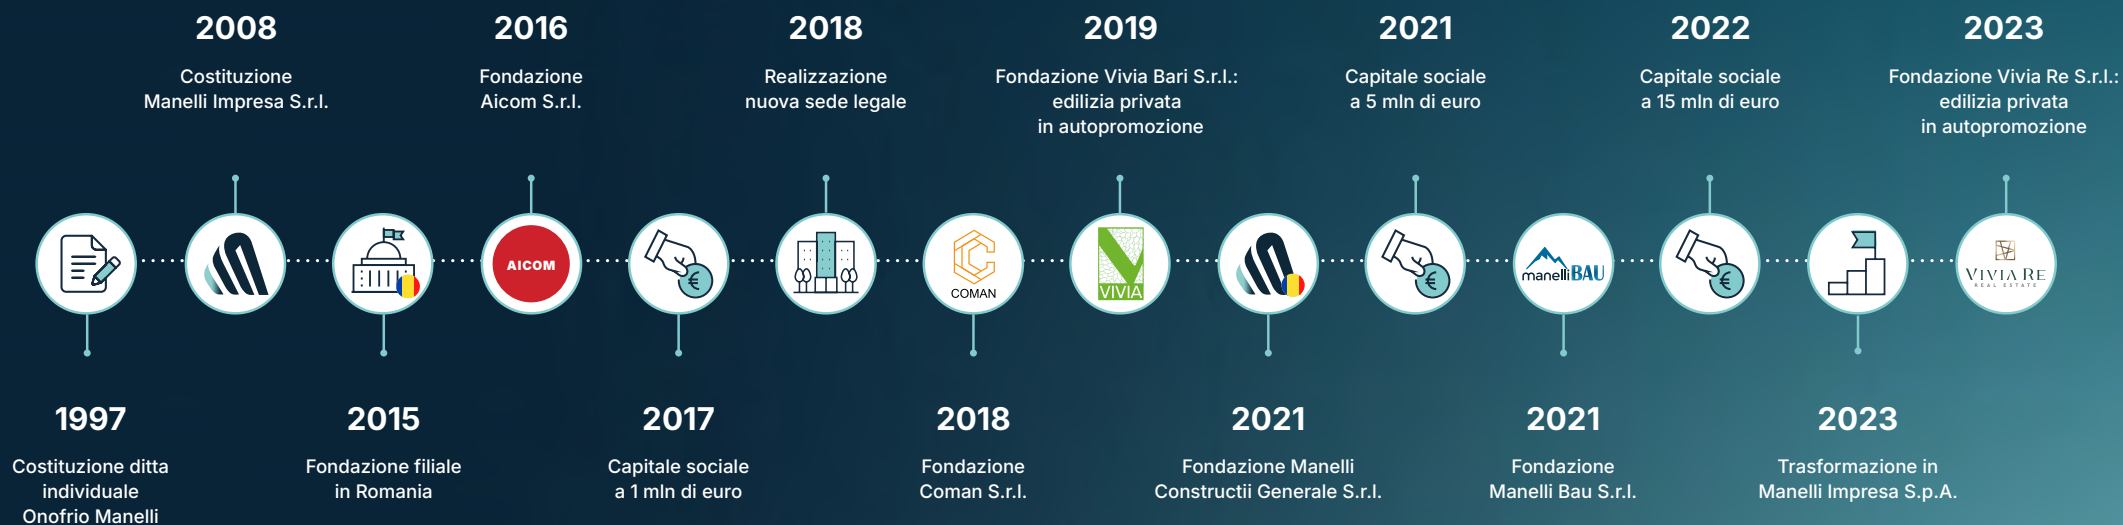 2008
Costituzione
Manelli Impresa S.r.l.
2016
Fondazione
Aicom S.r.l.
2018
Realizzazione
nuova sede legale
2019
Fondazione Vivia Bari S.r.l.:
edilizia privata
in autopromozione
2021
Capitale sociale
a 5 mln di euro
2022
Capitale sociale
a 15 mln di euro
2023
Fondazione Vivia Re S.r.l.:
edilizia privata
in autopromozione
AICOM
€
COMAN
VIVIA
€
manelliBAU
€
VIVIA RE
REAL ESTATE
1997
Costituzione ditta
individuale
Onofrio Manelli
2015
Fondazione filiale
in Romania
2017
Capitale sociale
a 1 mln di euro
2018
Fondazione
Coman S.r.l.
2021
Fondazione Manelli
Constructii Generale S.r.l.
2021
Fondazione
Manelli Bau S.r.l.
2023
Trasformazione in
Manelli Impresa S.p.A.